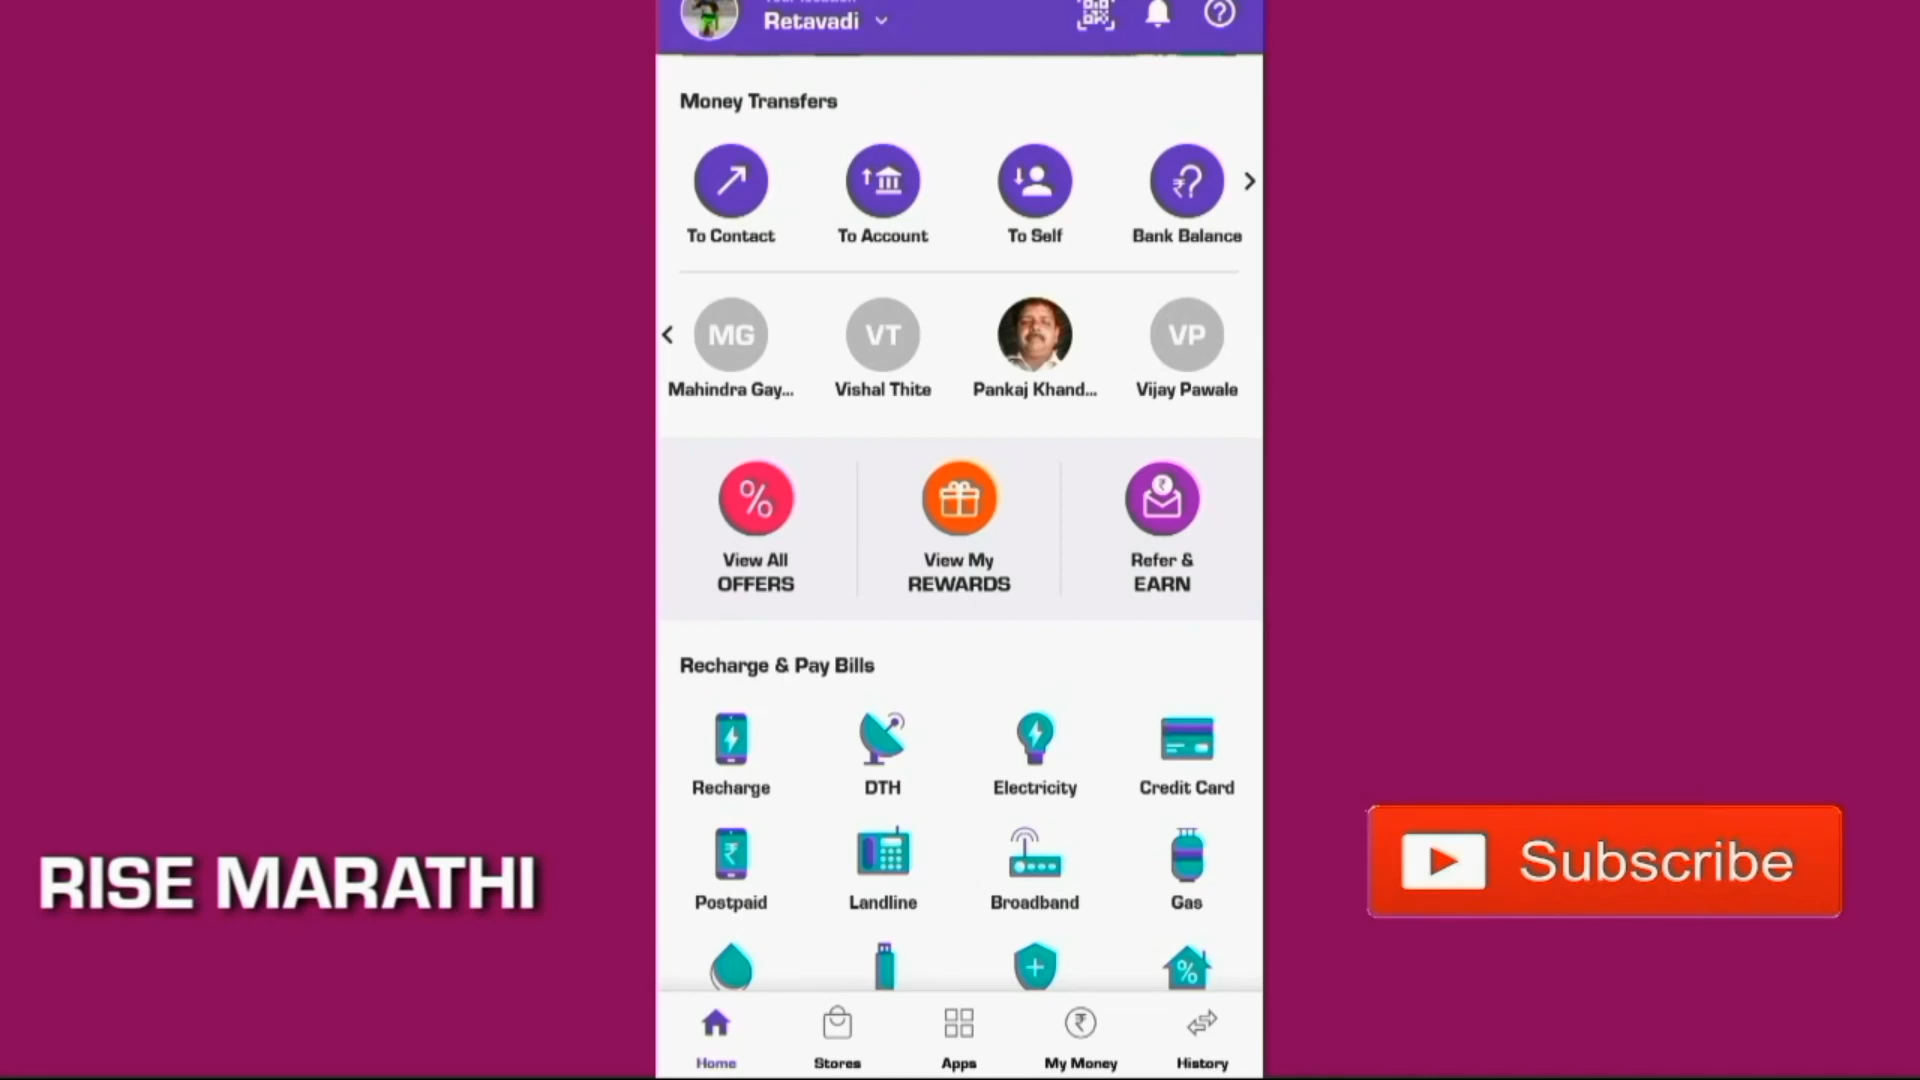 Retavadi
Money Transfers
To Contact
To Account
To Self
Bank Balance
MG
VT
VP
Mahindra Gay...
Vishal Thite
Pankaj Khand...
Vijay Pawale
%
View All
OFFERS
View My
REWARDS
Refer &
EARN
Recharge & Pay Bills
Recharge
DTH
Electricity
Credit Card
Postpaid
Landline
Broadband
Gas
Home
Stores
Apps
My Money
History
RISE MARATHI
Subscribe